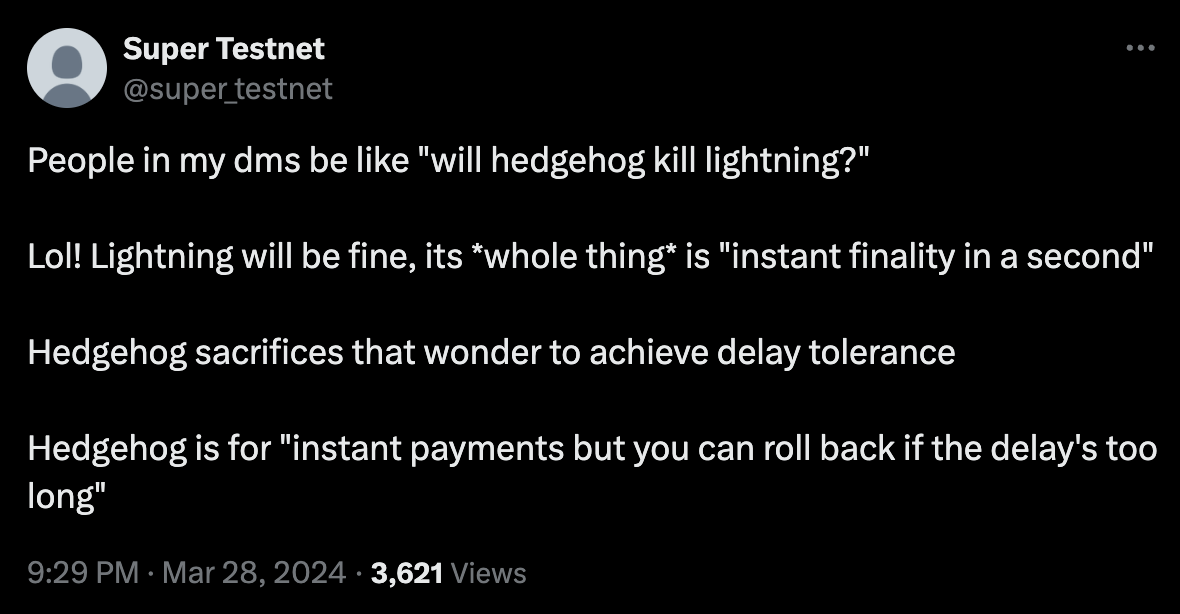 Super Testnet
@super_testnet
People in my dms be like "will hedgehog kill lightning?"
Lol! Lightning will be fine, its *whole thing* is "instant finality in a second"
Hedgehog sacrifices that wonder to achieve delay tolerance
Hedgehog is for "instant payments but you can roll back if the delay's too
long"
9:29 PM · Mar 28, 2024 · 3,621 Views